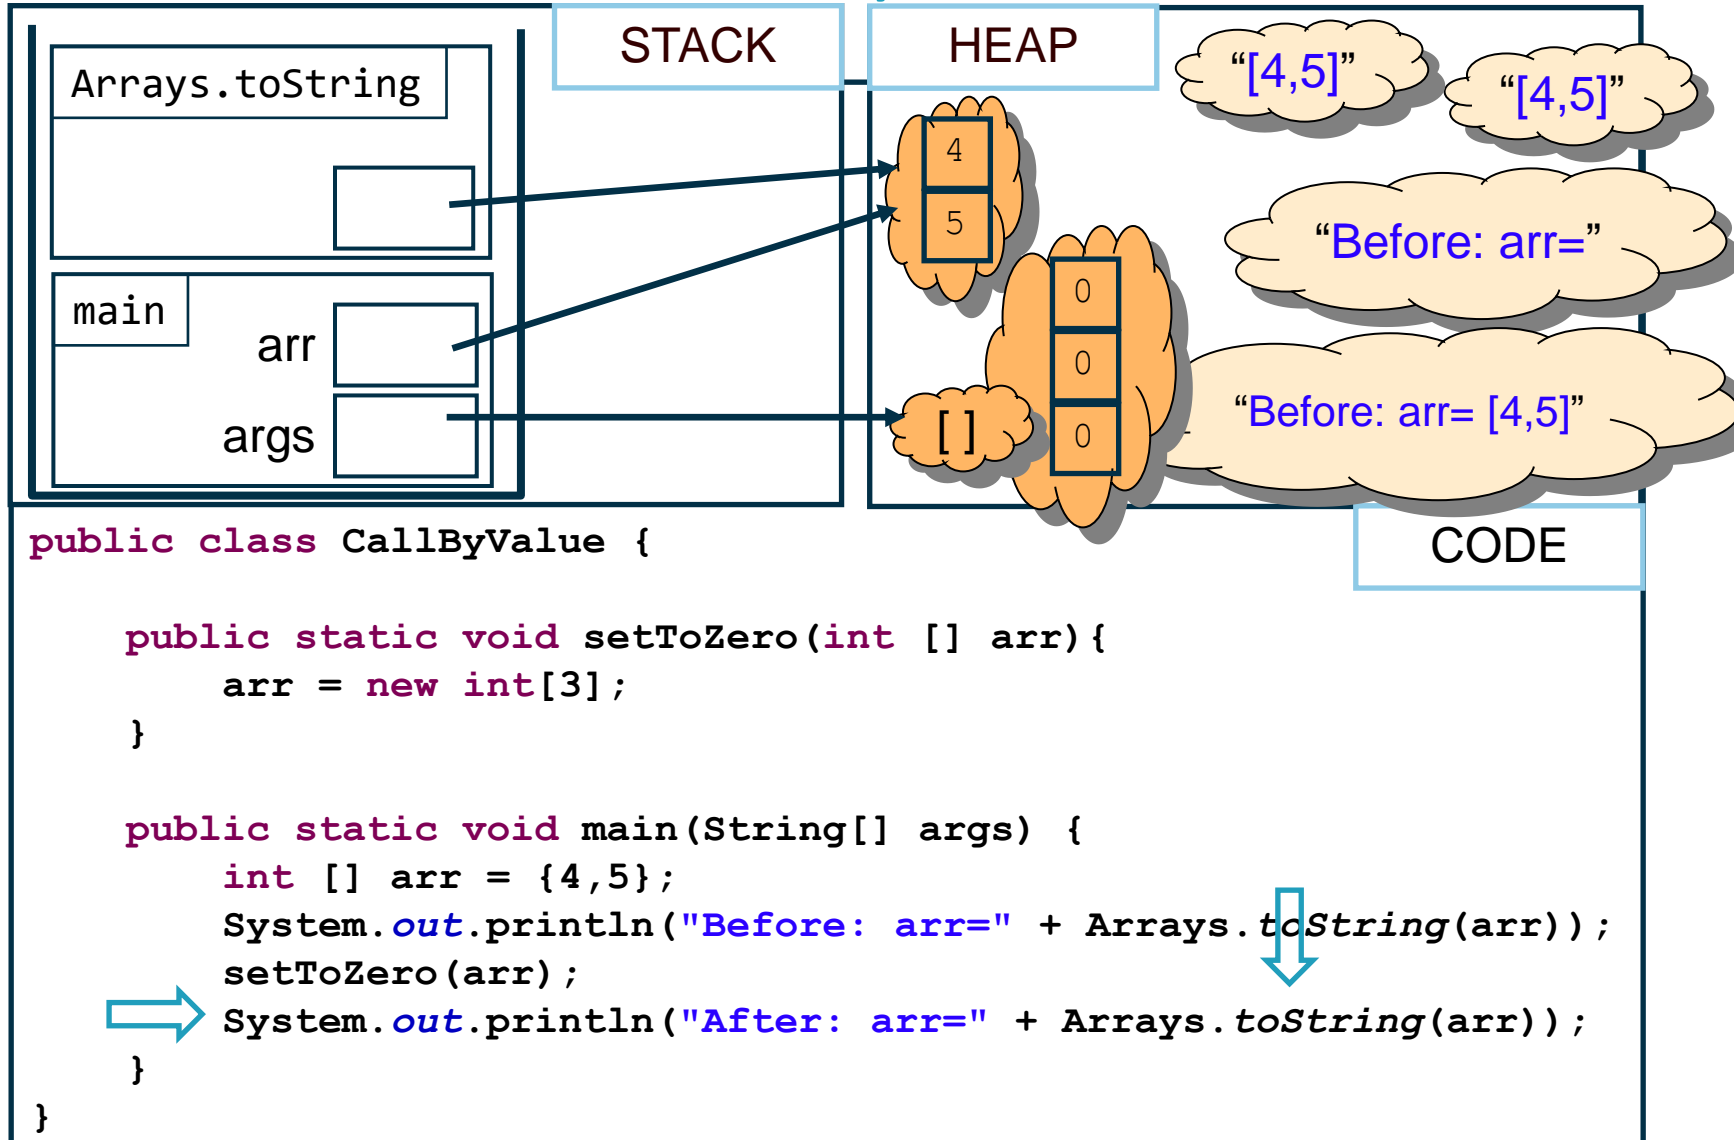 STACK
HEAP
Arrays.toString
main
arr
args
4
5
0
0
0
[]
“[4,5]”
“[4,5]”
“Before: arr=”
“Before: arr= [4,5]”
CODE
public class CallByValue {
public static void setToZero(int [] arr){
arr = new int[3];
}
public static void main(String[] args) {
int [] arr = {4,5};
System.out.println("Before: arr=" + Arrays.toString(arr));
setToZero(arr);
System.out.println("After: arr=" + Arrays.toString(arr));
}
}